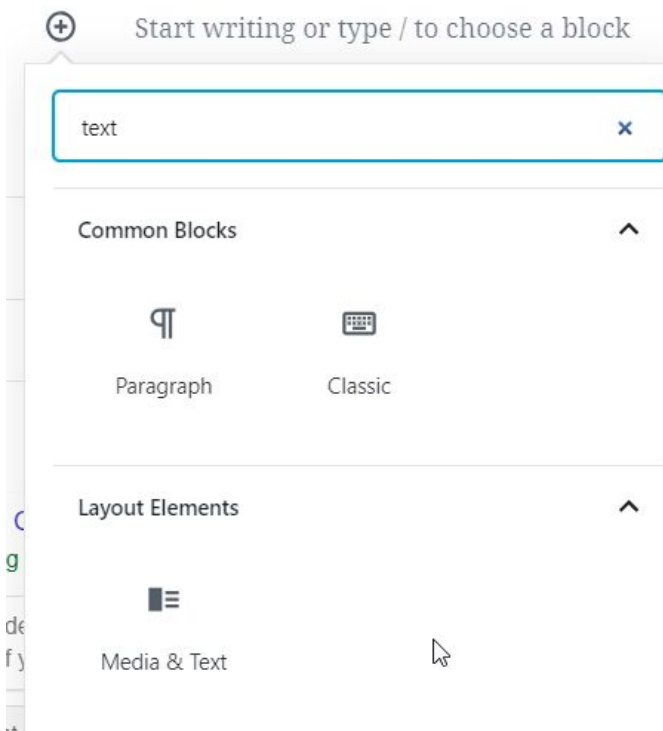 Start writing or type / to choose a block
text
Common Blocks
Paragraph Classic
Layout Elements
Media & Text